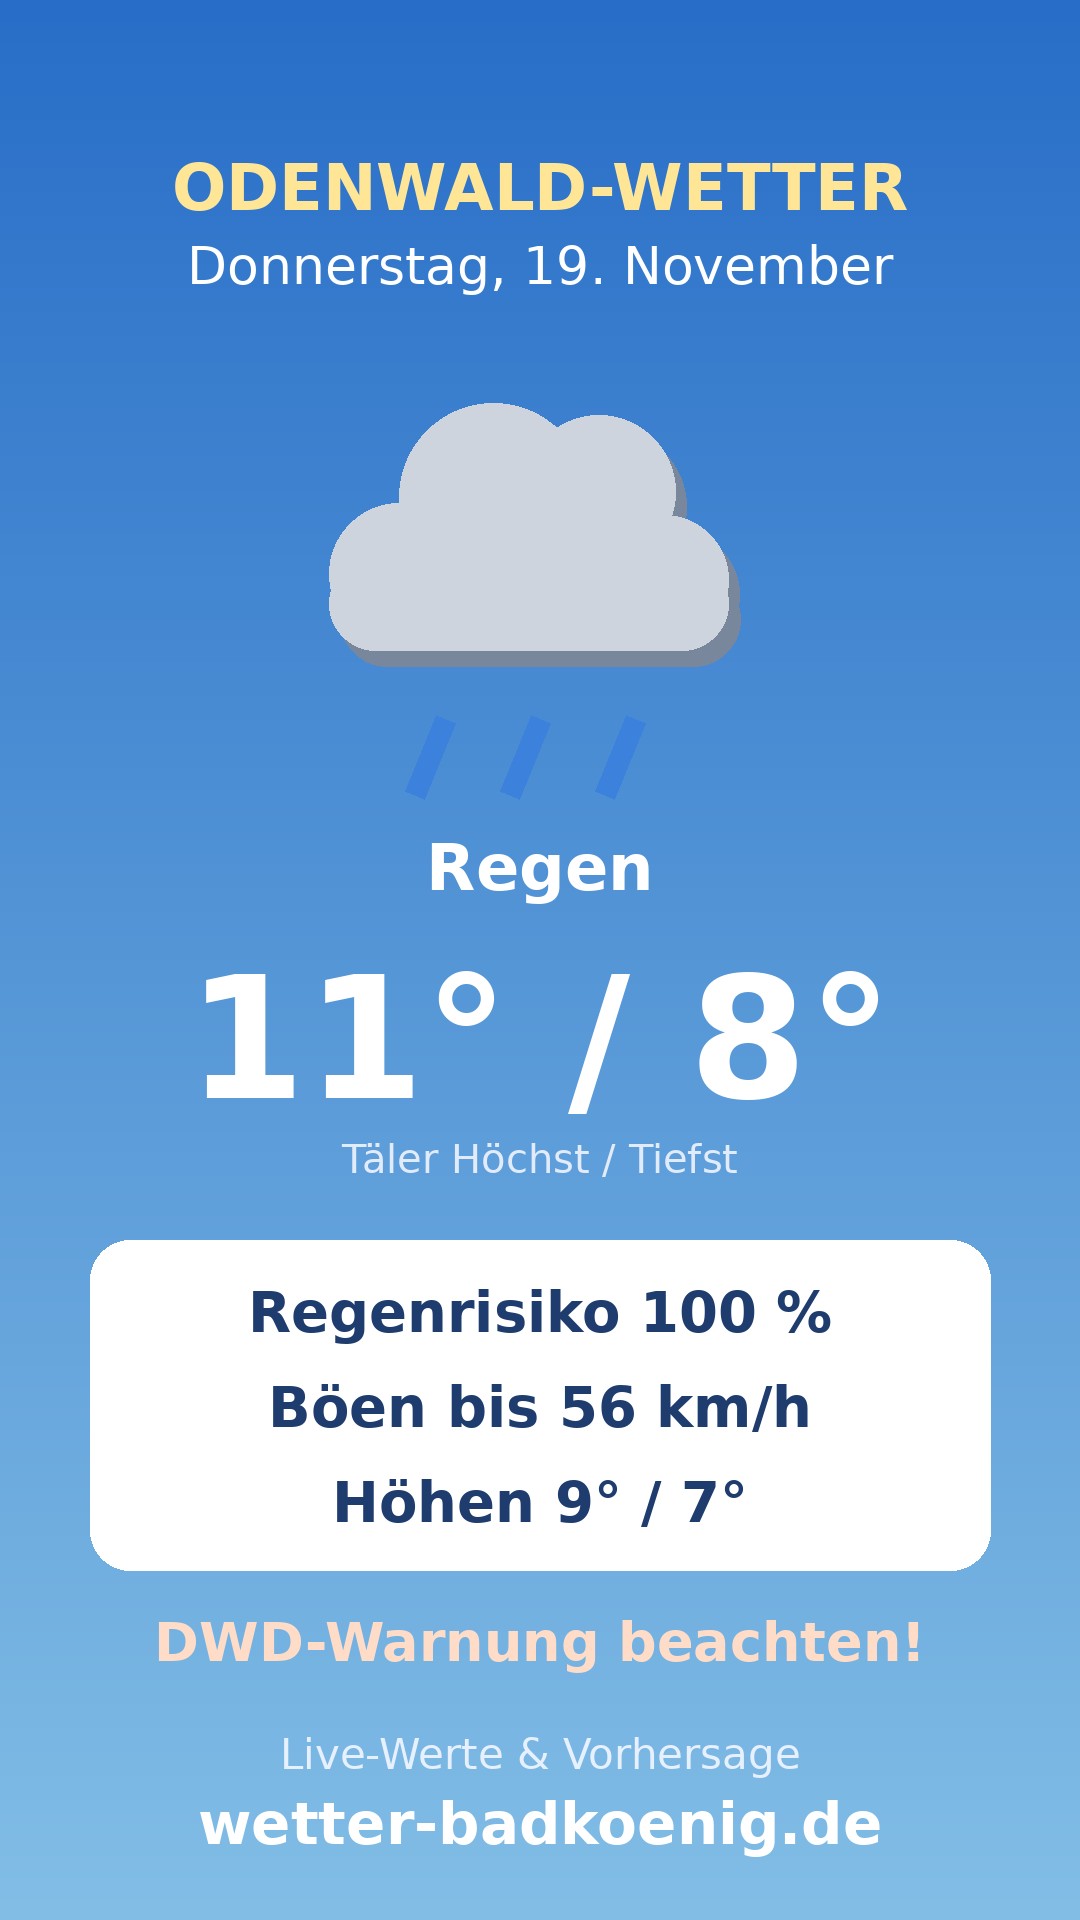 ODENWALD-WETTER
Donnerstag, 19. November
Regen
11° / 8°
Täler Höchst / Tiefst
Regenrisiko 100 %
Böen bis 56 km/h
Höhen 9° / 7°
DWD-Warnung beachten!
Live-Werte & Vorhersage
wetter-badkoenig.de